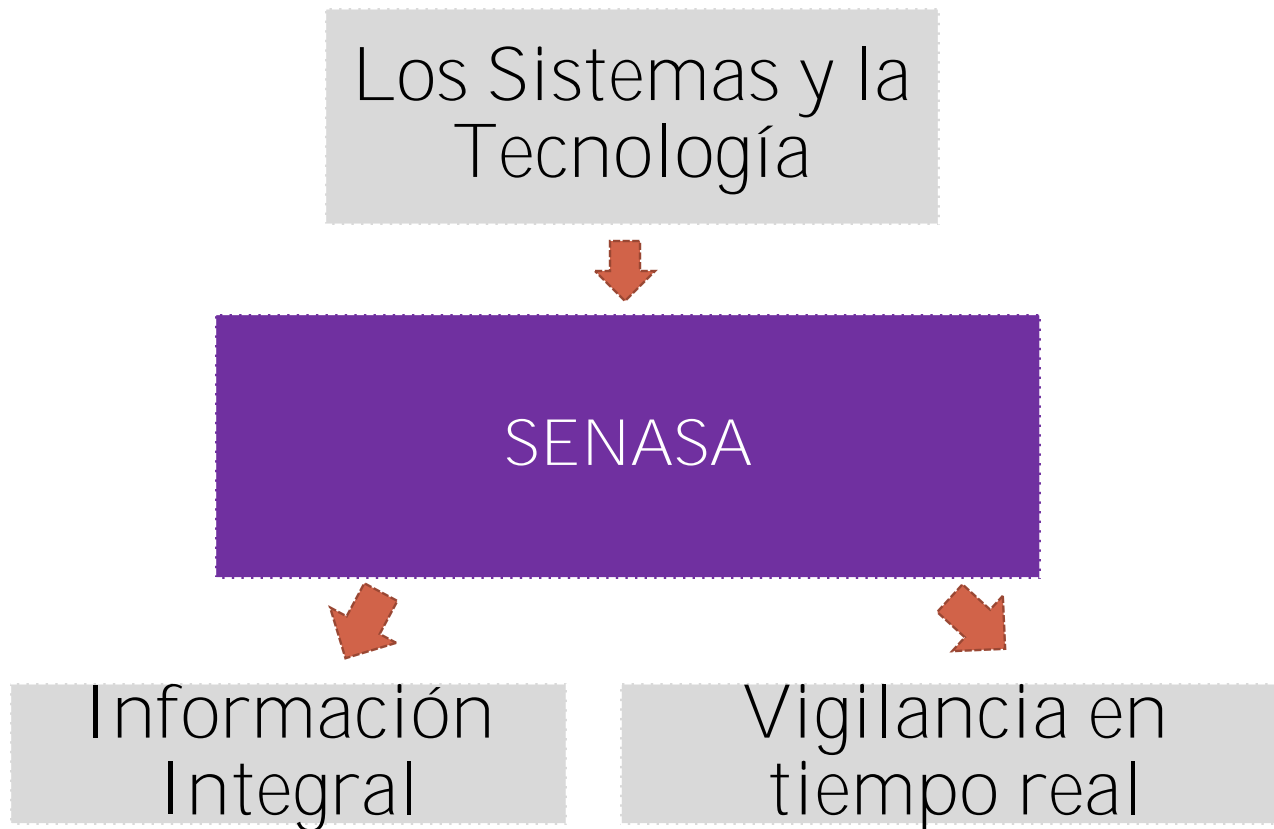 Los Sistemas y la
Tecnología
SENASA
Información
Integral
Vigilancia en
tiempo real